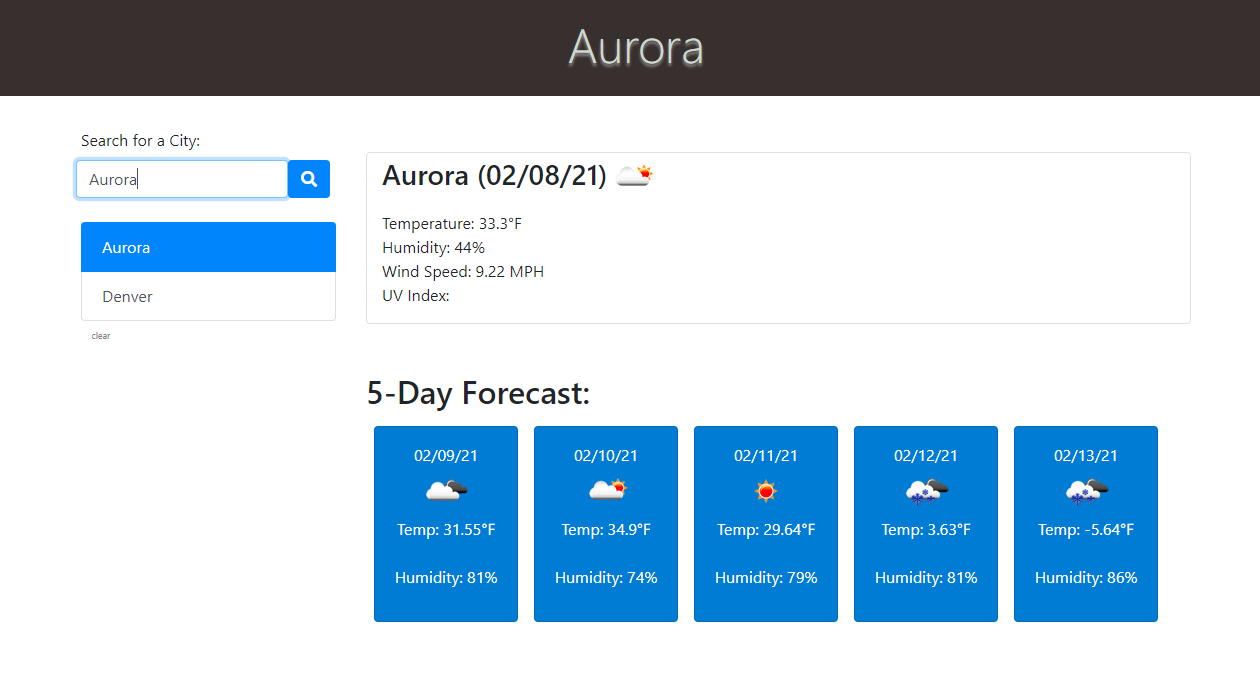 Aurora
Search for a City:
Aurora
Aurora
Denver
clear
Aurora (02/08/21)
Temperature: 33.3°F
Humidity: 44%
Wind Speed: 9.22 MPH
UV Index:
5-Day Forecast:
02/09/21
Temp: 31.55°F
Humidity: 81%
02/10/21
Temp: 34.9°F
Humidity: 74%
02/11/21
Temp: 29.64°F
Humidity: 79%
02/12/21
Temp: 3.63°F
Humidity: 81%
02/13/21
Temp: -5.64°F
Humidity: 86%